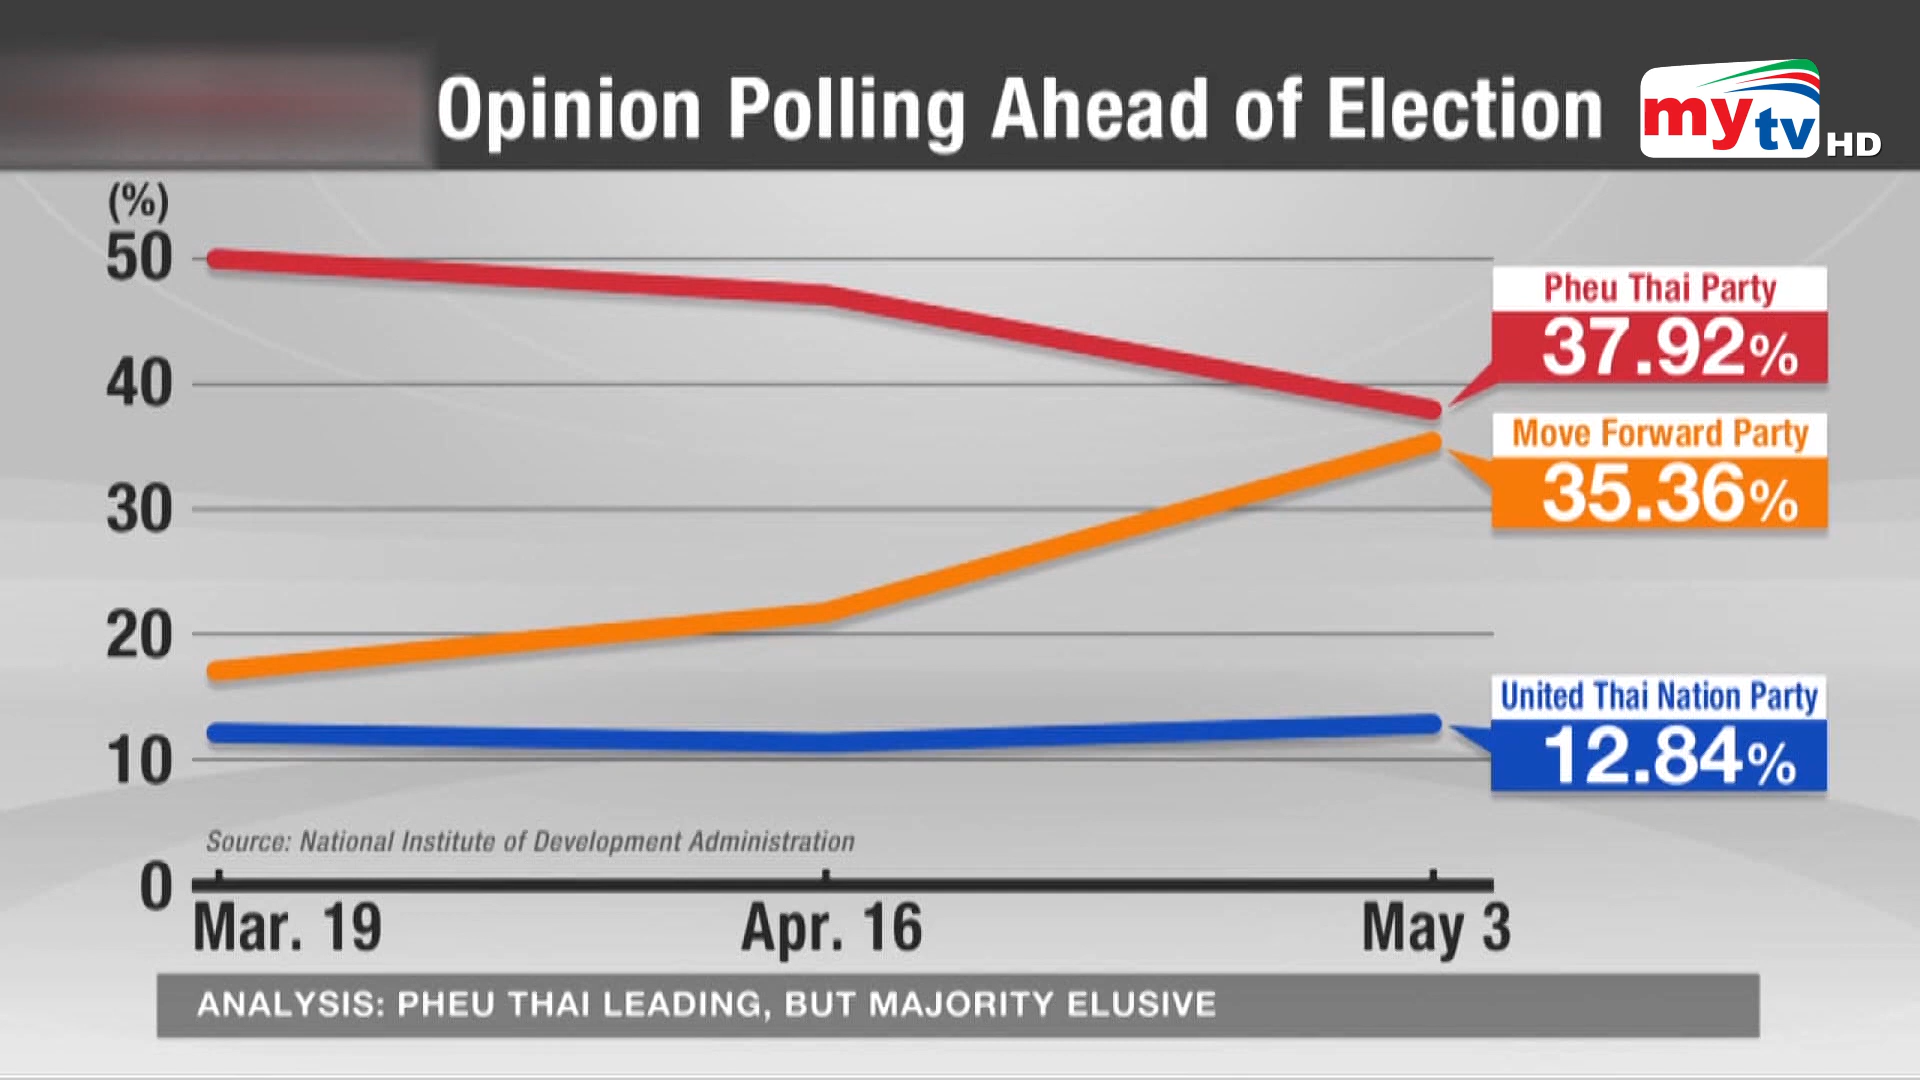 Opinion Polling Ahead of Election
mytv HD
(%)
50
40
30
20
10
0
Pheu Thai Party
37.92%
Move Forward Party
35.36%
United Thai Nation Party
12.84%
Source: National Institute of Development Administration
Mar. 19
Apr. 16
May 3
ANALYSIS: PHEU THAI LEADING, BUT MAJORITY ELUSIVE